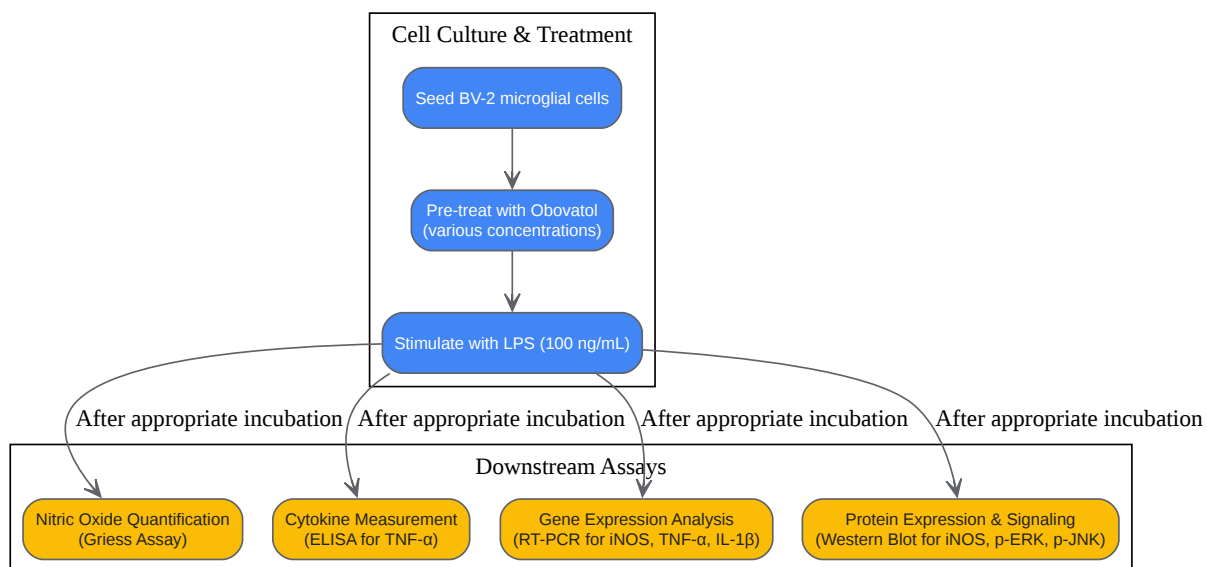 Cell Culture & Treatment
Seed BV-2 microglial cells
Pre-treat with Obovatol
(various concentrations)
Stimulate with LPS (100 ng/mL)
After appropriate incubation
After appropriate incubation
After appropriate incubation
After appropriate incubation
Downstream Assays
Nitric Oxide Quantification
(Griess Assay)
Cytokine Measurement
(ELISA for TNF-α)
Gene Expression Analysis
(RT-PCR for iNOS, TNF-α, IL-1β)
Protein Expression & Signaling
(Western Blot for iNOS, p-ERK, p-JNK)